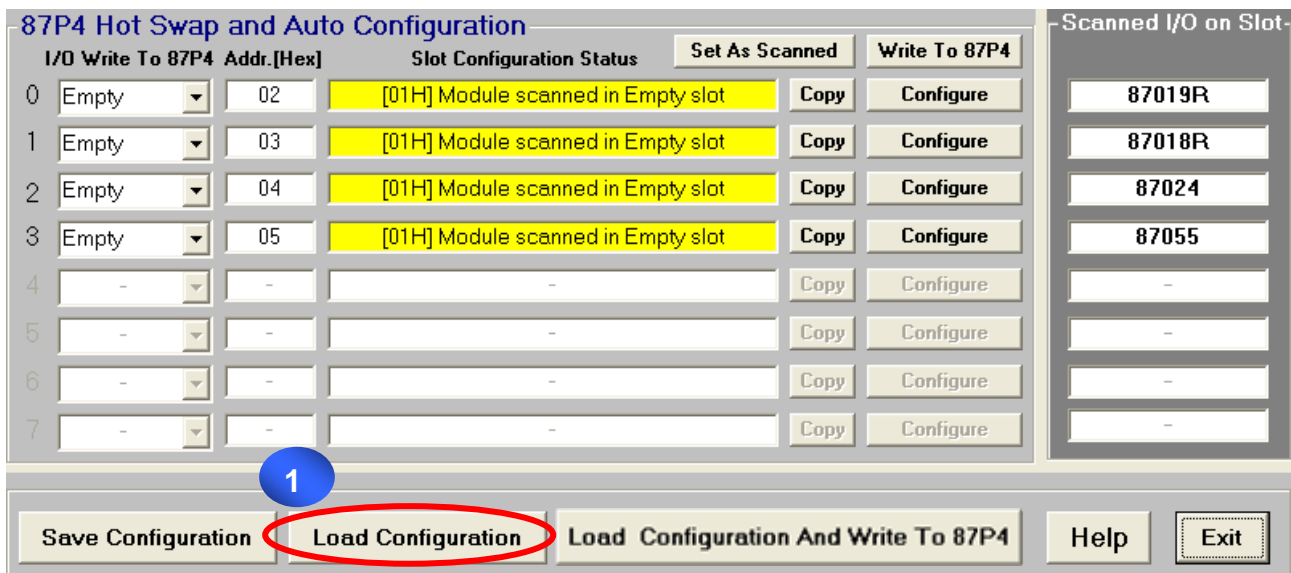 87P4 Hot Swap and Auto Configuration
Scanned I/O on Slot
I/O Write To 87P4 Addr.[Hex] Slot Configuration Status Set As Scanned Write To 87P4
0 Empty 02 [01H] Module scanned in Empty slot Copy Configure 87019R
1 Empty 03 [01H] Module scanned in Empty slot Copy Configure 87018R
2 Empty 04 [01H] Module scanned in Empty slot Copy Configure 87024
3 Empty 05 [01H] Module scanned in Empty slot Copy Configure 87055
4 - - - Copy Configure -
5 - - - Copy Configure -
6 - - - Copy Configure -
7 - - - Copy Configure -
1
Save Configuration Load Configuration Load Configuration And Write To 87P4 Help Exit